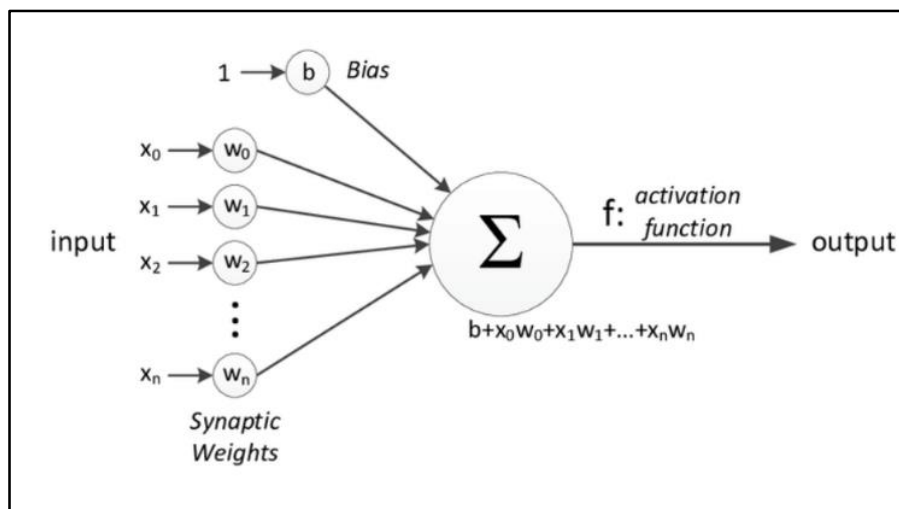 1 b Bias
x₀ w₀
x₁ w₁
input
x₂ w₂
⋮
xₙ wₙ
Synaptic
Weights
Σ
b+x₀w₀+x₁w₁+...+xₙwₙ
f: activation
function
output